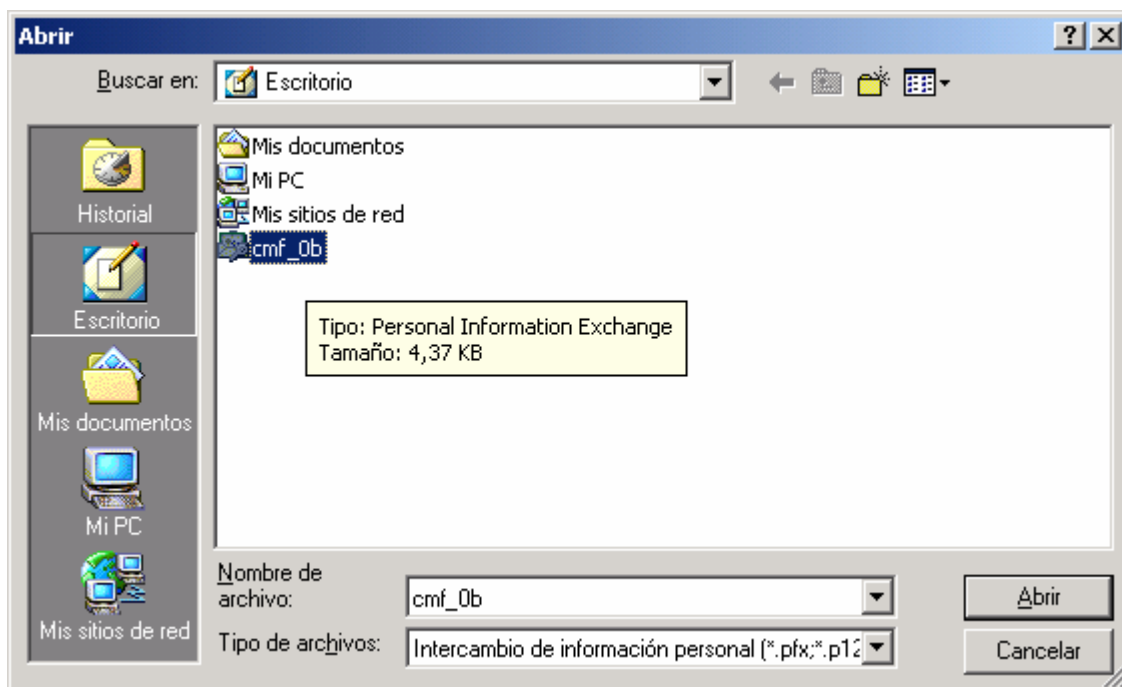 Abrir
Buscar en:
Escritorio
Historial
Escritorio
Mis documentos
Mi PC
Mis sitios de red
Mis documentos
Mi PC
Mis sitios de red
cmf_0b
Tipo: Personal Information Exchange
Tamaño: 4,37 KB
Nombre de
archivo:
cmf_0b
Abrir
Tipo de archivos:
Intercambio de información personal (*.pfx;*.p12
Cancelar